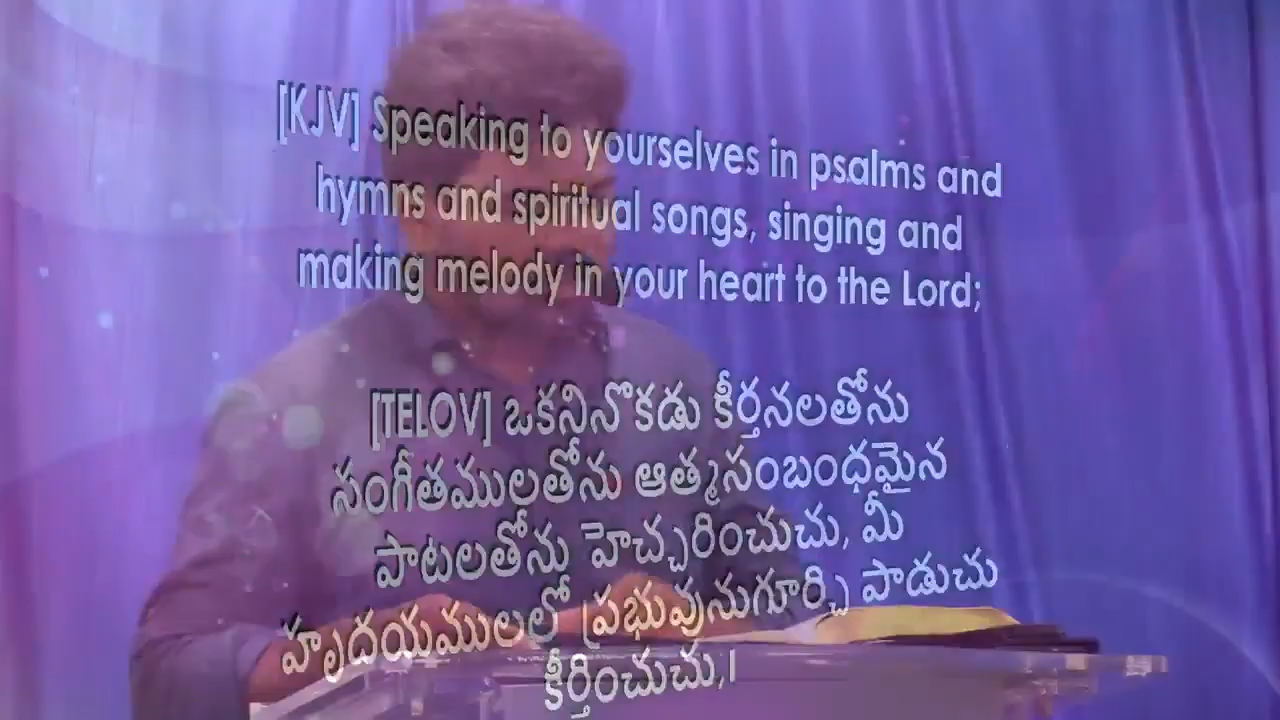 [KJV] Speaking to yourselves in psalms and
hymns and spiritual songs, singing and
making melody in your heart to the Lord;
[TELOV] ఒకనినొకడు కీర్తనలతోను
సంగీతములతోను ఆత్మసంబంధమైన
పాటలతోను హెచ్చరించుచు, మీ
హృదయములలో ప్రభువునుగూర్చి పాడుచు
కీర్తించుచు,।